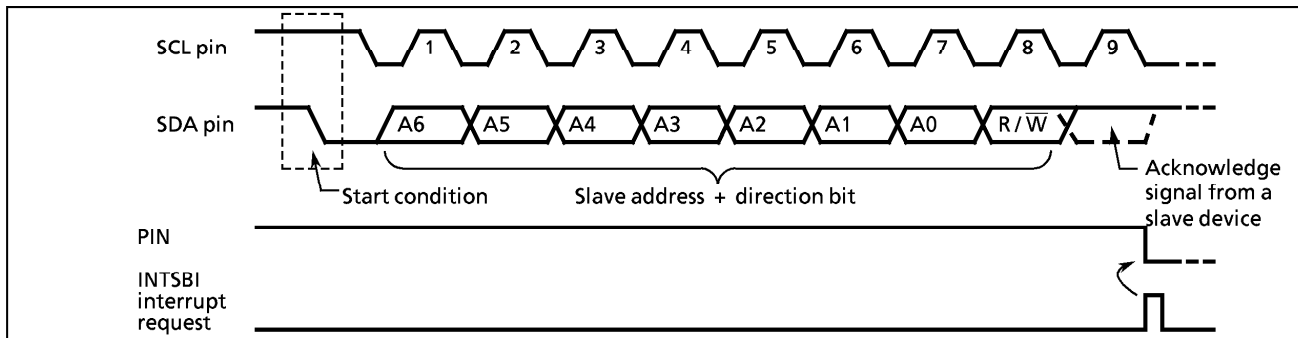 SCL pin
1 2 3 4 5 6 7 8 9
SDA pin
A6 A5 A4 A3 A2 A1 A0 R / W̅
Start condition
Slave address + direction bit
Acknowledge
signal from a
slave device
PIN
INTSBI
interrupt
request